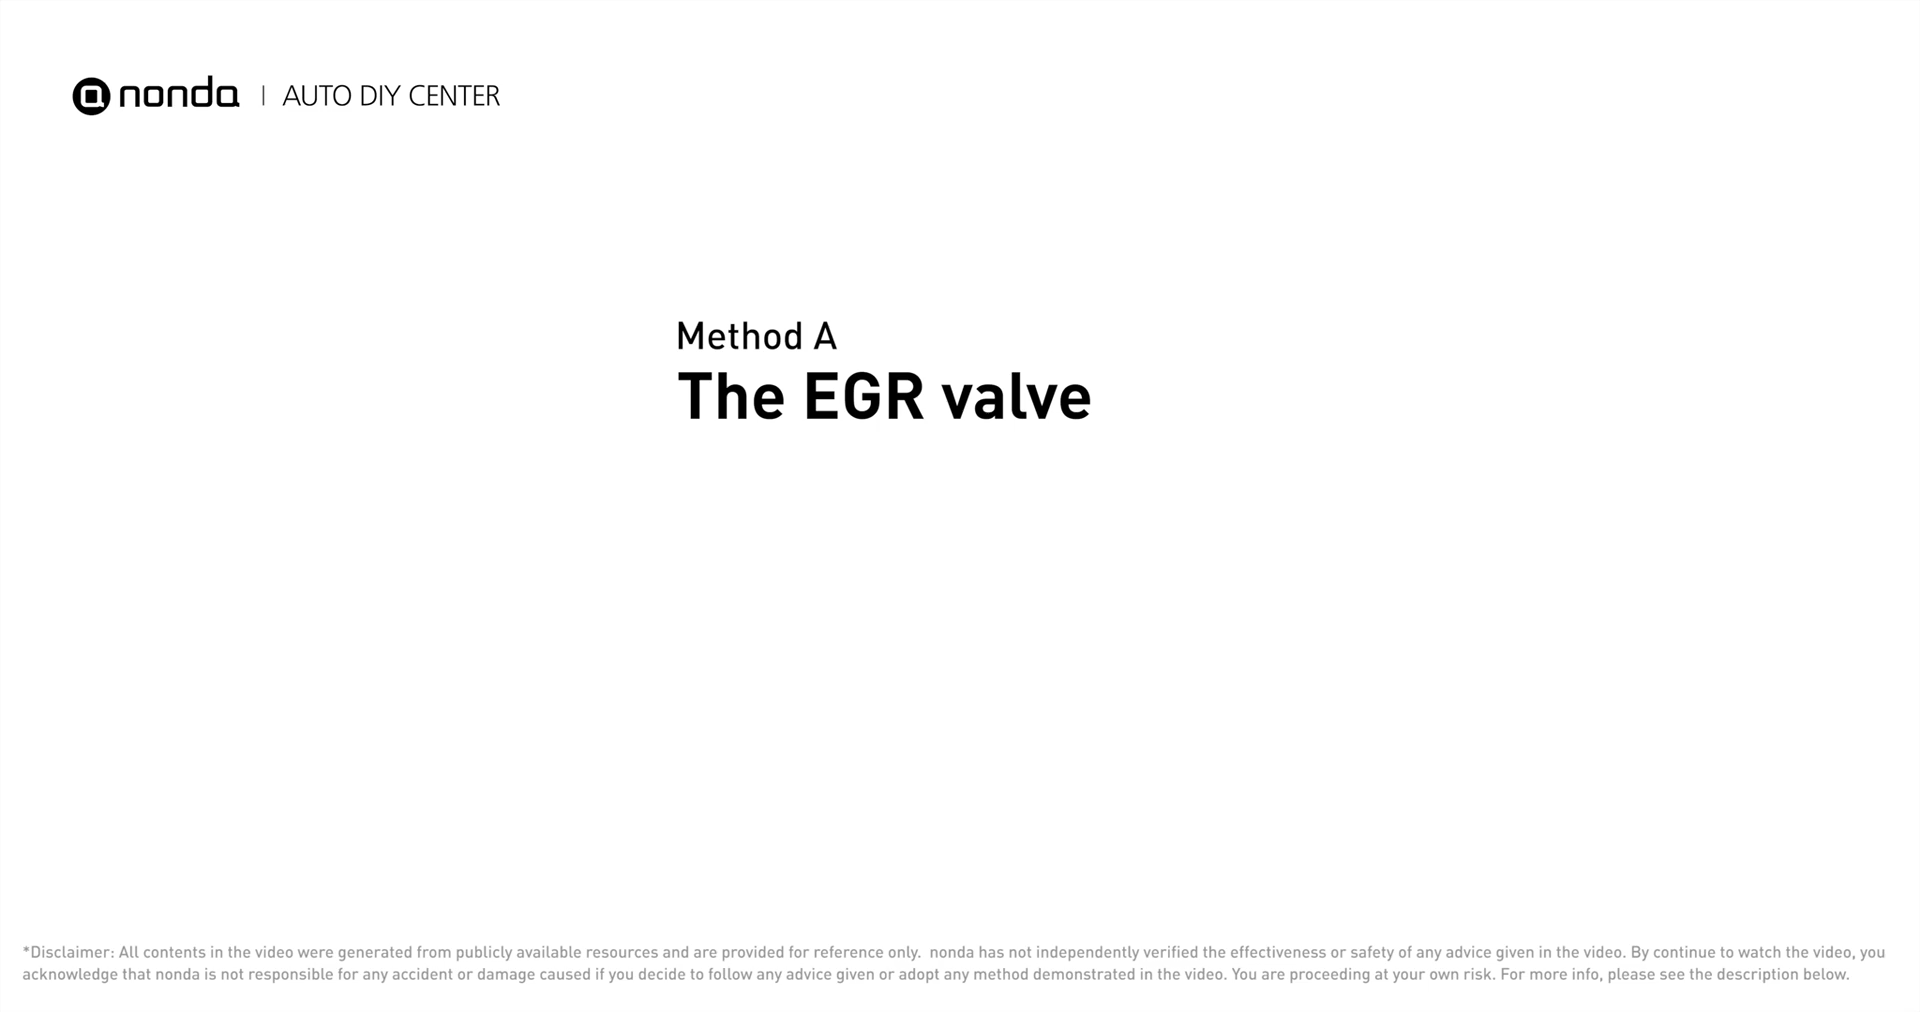 nonda | AUTO DIY CENTER
Method A
The EGR valve
*Disclaimer: All contents in the video were generated from publicly available resources and are provided for reference only.  nonda has not independently verified the effectiveness or safety of any advice given in the video. By continue to watch the video, you
acknowledge that nonda is not responsible for any accident or damage caused if you decide to follow any advice given or adopt any method demonstrated in the video. You are proceeding at your own risk. For more info, please see the description below.